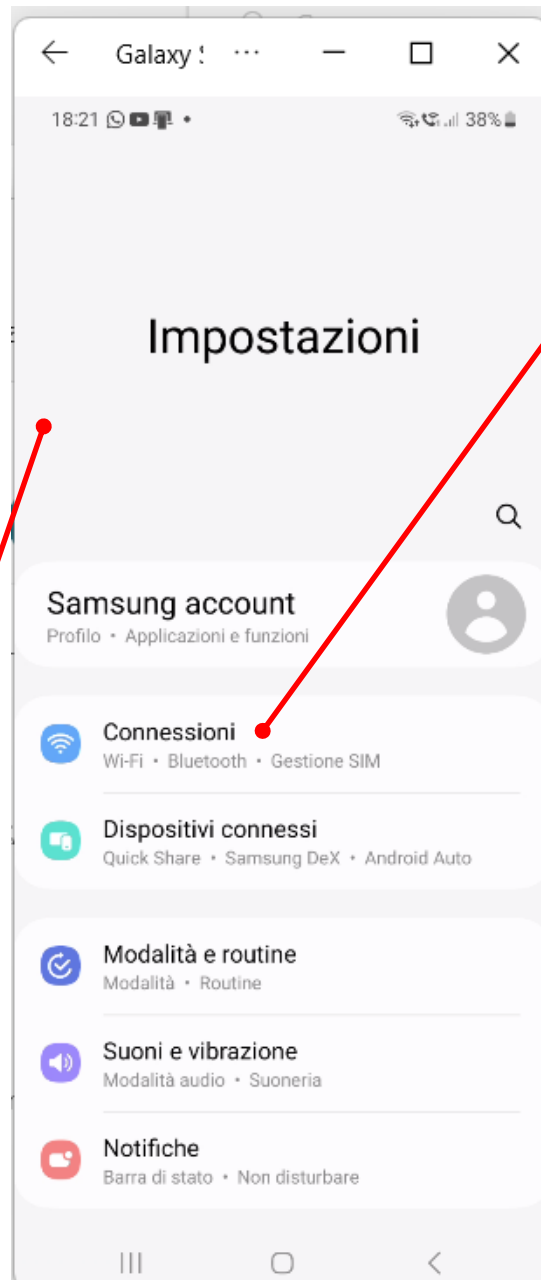 Galaxy S
18:21 38%
Impostazioni
Samsung account
Profilo • Applicazioni e funzioni
Connessioni
Wi-Fi • Bluetooth • Gestione SIM
Dispositivi connessi
Quick Share • Samsung DeX • Android Auto
Modalità e routine
Modalità • Routine
Suoni e vibrazione
Modalità audio • Suoneria
Notifiche
Barra di stato • Non disturbare